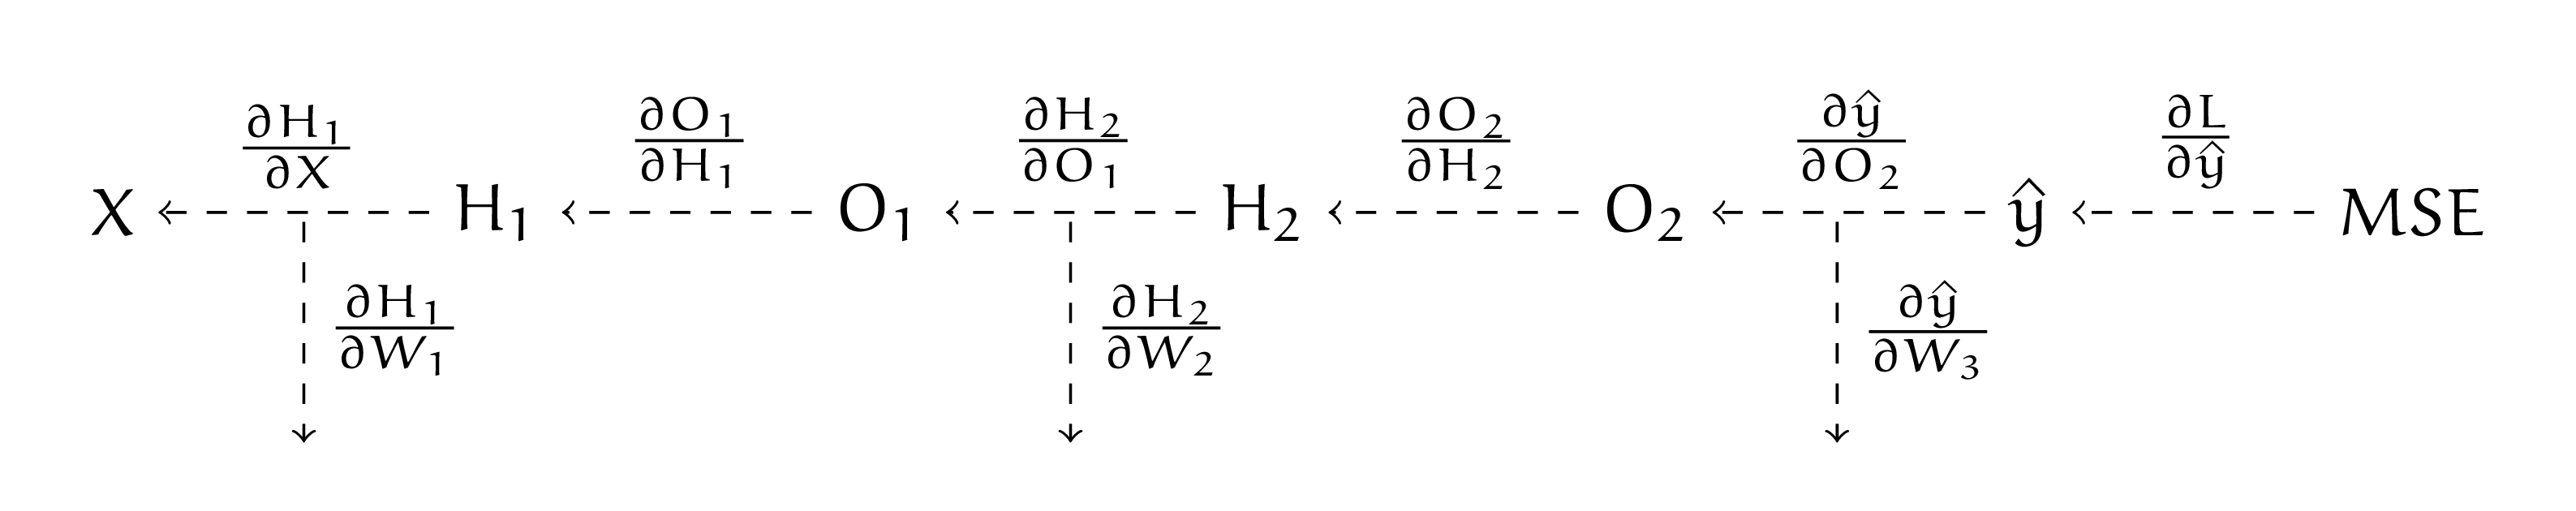 ∂H₁/∂X ∂O₁/∂H₁ ∂H₂/∂O₁ ∂O₂/∂H₂ ∂ŷ/∂O₂ ∂L/∂ŷ
X H₁ O₁ H₂ O₂ ŷ MSE
∂H₁/∂W₁ ∂H₂/∂W₂ ∂ŷ/∂W₃